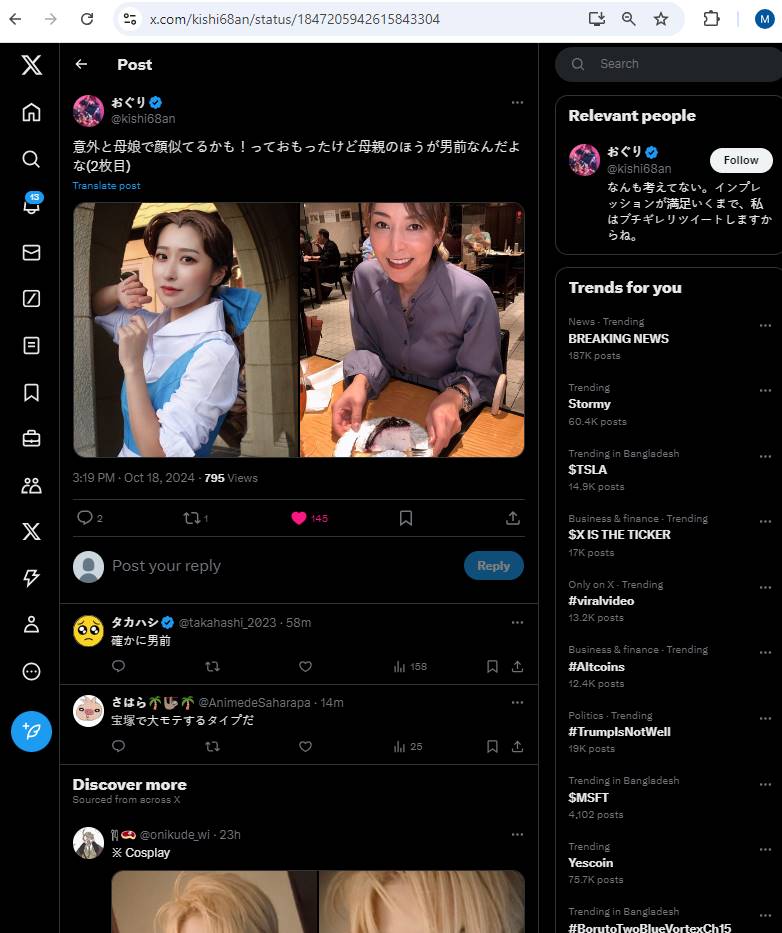 x.com/kishi68an/status/1847205942615843304
M
Post
Search
おぐり
@kishi68an
意外と母娘で顔似てるかも！っておもったけど母親のほうが男前なんだよ
な(2枚目)
Translate post
3:19 PM · Oct 18, 2024 · 795 Views
2
1
145
Post your reply
Reply
タカハシ @takahashi_2023 · 58m
確かに男前
158
さはら🌴🦥🌴 @AnimedeSaharapa · 14m
宝塚で大モテするタイプだ
25
Discover more
Sourced from across X
@onikude_wi · 23h
※ Cosplay
13
Relevant people
おぐり
@kishi68an
Follow
なんも考えてない。インプレ
ッションが満足いくまで、私
はブチギレリツイートしますか
らね。
Trends for you
News · Trending
BREAKING NEWS
187K posts
Trending
Stormy
60.4K posts
Trending in Bangladesh
$TSLA
14.9K posts
Business & finance · Trending
$X IS THE TICKER
17K posts
Only on X · Trending
#viralvideo
13.2K posts
Business & finance · Trending
#Altcoins
12.4K posts
Politics · Trending
#TrumpIsNotWell
19K posts
Trending in Bangladesh
$MSFT
4,102 posts
Trending
Yescoin
75.7K posts
Trending in Bangladesh
#BorutoTwoBlueVortexCh15